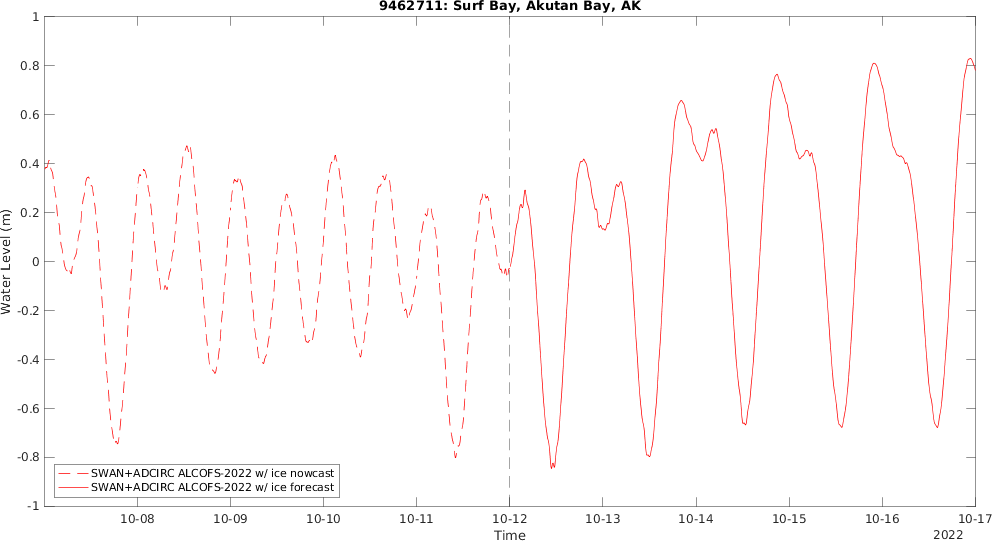 9462711: Surf Bay, Akutan Bay, AK
1
0.8
0.6
0.4
0.2
0
-0.2
-0.4
-0.6
-0.8
-1
Water Level (m)
SWAN+ADCIRC ALCOFS-2022 w/ ice nowcast
SWAN+ADCIRC ALCOFS-2022 w/ ice forecast
10-08 10-09 10-10 10-11 10-12 10-13 10-14 10-15 10-16 10-17
Time
2022